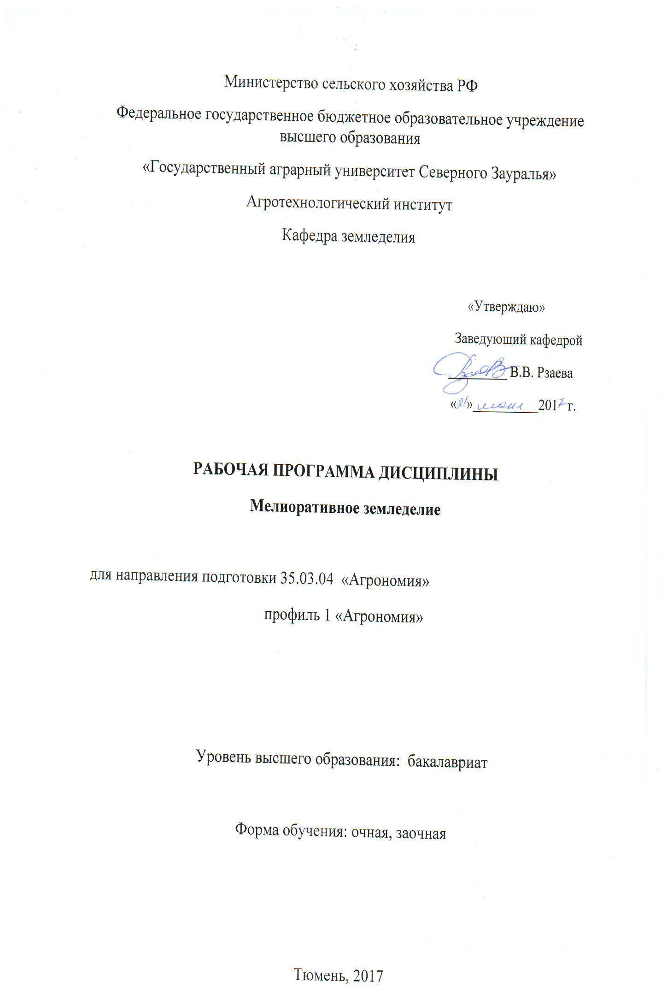 Министерство сельского хозяйства РФ
Федеральное государственное бюджетное образовательное учреждение
высшего образования
«Государственный аграрный университет Северного Зауралья»
Агротехнологический институт
Кафедра земледелия
«Утверждаю»
Заведующий кафедрой
В.В. Рзаева
«21» 2017 г.
РАБОЧАЯ ПРОГРАММА ДИСЦИПЛИНЫ
Мелиоративное земледелие
для направления подготовки 35.03.04 «Агрономия»
профиль 1 «Агрономия»
Уровень высшего образования: бакалавриат
Форма обучения: очная, заочная
Тюмень, 2017